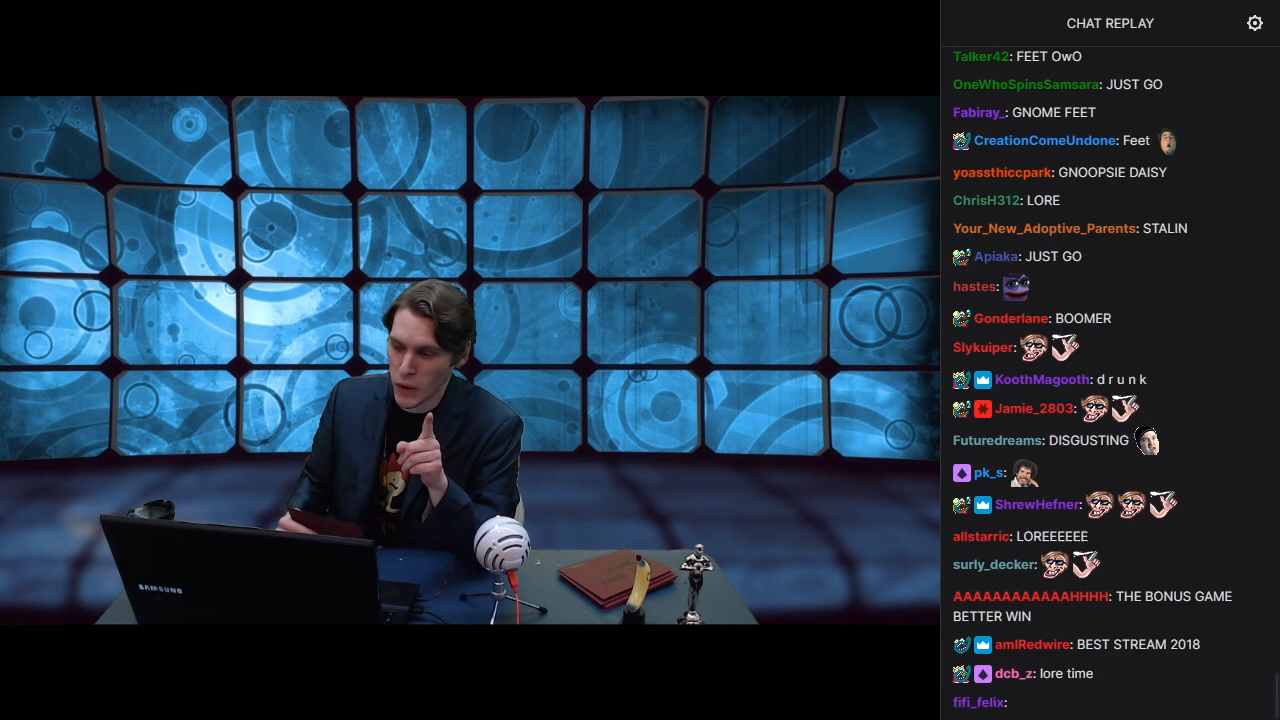 CHAT REPLAY
Talker42: FEET OwO
OneWhoSpinsSamsara: JUST GO
Fabiray_: GNOME FEET
CreationComeUndone: Feet
yoassthiccpark: GNOOPSIE DAISY
ChrisH312: LORE
Your_New_Adoptive_Parents: STALIN
Apiaka: JUST GO
hastes:
Gonderlane: BOOMER
Slykuiper:
KoothMagooth: d r u n k
Jamie_2803:
Futuredreams: DISGUSTING
pk_s:
ShrewHefner:
allstarric: LOREEEEEE
surly_decker:
AAAAAAAAAAAAHHHH: THE BONUS GAME
BETTER WIN
amlRedwire: BEST STREAM 2018
dcb_z: lore time
fifi_felix:
SAMSUNG